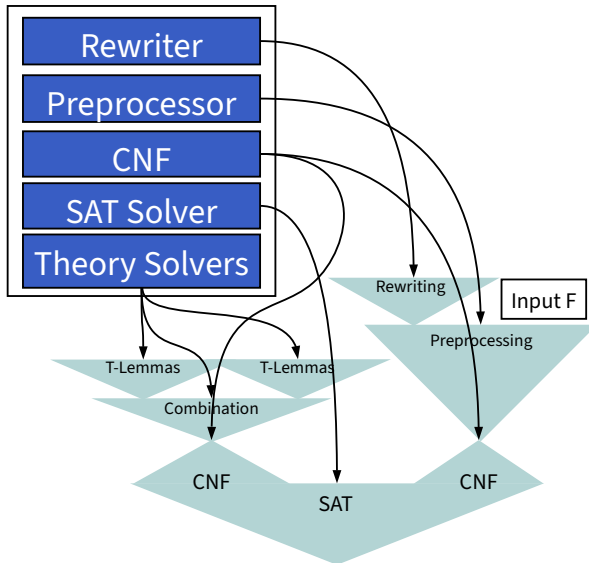 Rewriter
Preprocessor
CNF
SAT Solver
Theory Solvers
Rewriting
Input F
Preprocessing
T-Lemmas
T-Lemmas
Combination
CNF
CNF
SAT